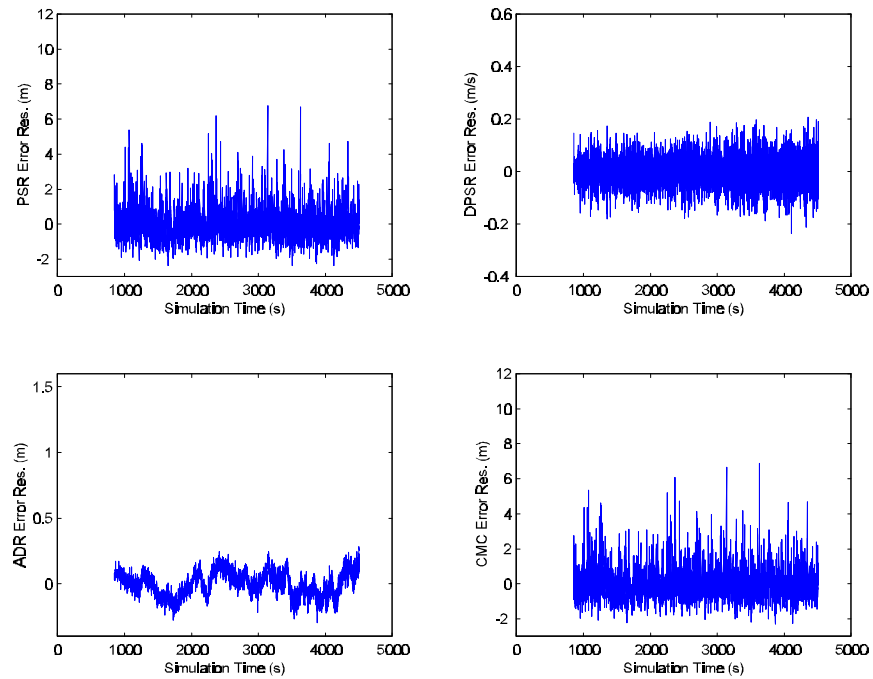 12
10
8
6
4
2
0
-2
PSR Error Res. (m)
0 1000 2000 3000 4000 5000
Simulation Time (s)
0.6
0.4
0.2
0
-0.2
-0.4
DPSR Error Res. (m/s)
0 1000 2000 3000 4000 5000
Simulation Time (s)
1.5
1
0.5
0
ADR Error Res. (m)
0 1000 2000 3000 4000 5000
Simulation Time (s)
12
10
8
6
4
2
0
-2
CMC Error Res. (m)
0 1000 2000 3000 4000 5000
Simulation Time (s)